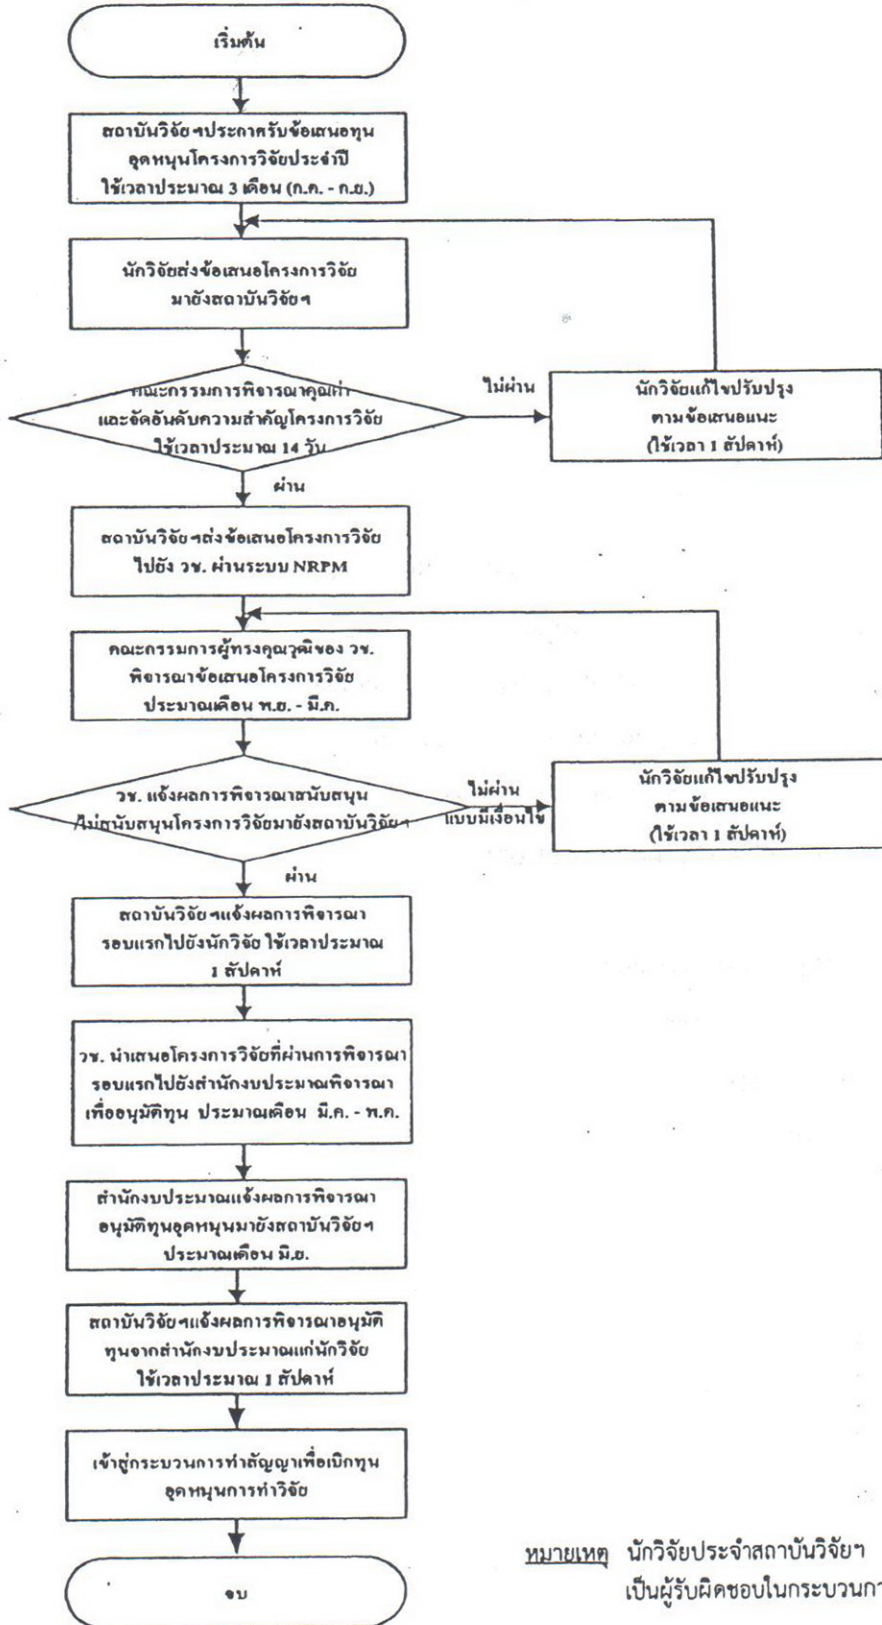 เริ่มต้น
สถาบันวิจัยฯประกาศรับข้อเสนอทุน
อุดหนุนโครงการวิจัยประจำปี
ใช้เวลาประมาณ 3 เดือน (ก.ค. - ก.ย.)
นักวิจัยส่งข้อเสนอโครงการวิจัย
มายังสถาบันวิจัยฯ
คณะกรรมการพิจารณาคุณค่า
และจัดอันดับความสำคัญโครงการวิจัย
ใช้เวลาประมาณ 14 วัน
ไม่ผ่าน
นักวิจัยแก้ไขปรับปรุง
ตามข้อเสนอแนะ
(ใช้เวลา 1 สัปดาห์)
ผ่าน
สถาบันวิจัยฯส่งข้อเสนอโครงการวิจัย
ไปยัง วช. ผ่านระบบ NRPM
คณะกรรมการผู้ทรงคุณวุฒิของ วช.
พิจารณาข้อเสนอโครงการวิจัย
ประมาณเดือน พ.ย. - มี.ค.
วช. แจ้งผลการพิจารณาสนับสนุน
/ไม่สนับสนุนโครงการวิจัยมายังสถาบันวิจัยฯ
ไม่ผ่าน
แบบมีเงื่อนไข
นักวิจัยแก้ไขปรับปรุง
ตามข้อเสนอแนะ
(ใช้เวลา 1 สัปดาห์)
ผ่าน
สถาบันวิจัยฯแจ้งผลการพิจารณา
รอบแรกไปยังนักวิจัย ใช้เวลาประมาณ
1 สัปดาห์
วช. นำเสนอโครงการวิจัยที่ผ่านการพิจารณา
รอบแรกไปยังสำนักงบประมาณพิจารณา
เพื่ออนุมัติทุน ประมาณเดือน มี.ค. - พ.ค.
สำนักงบประมาณแจ้งผลการพิจารณา
อนุมัติทุนอุดหนุนมายังสถาบันวิจัยฯ
ประมาณเดือน มิ.ย.
สถาบันวิจัยฯแจ้งผลการพิจารณาอนุมัติ
ทุนจากสำนักงบประมาณแก่นักวิจัย
ใช้เวลาประมาณ 1 สัปดาห์
เข้าสู่กระบวนการทำสัญญาเพื่อเบิกทุน
อุดหนุนการทำวิจัย
จบ
หมายเหตุ นักวิจัยประจำสถาบันวิจัยฯ
เป็นผู้รับผิดชอบในกระบวนกา